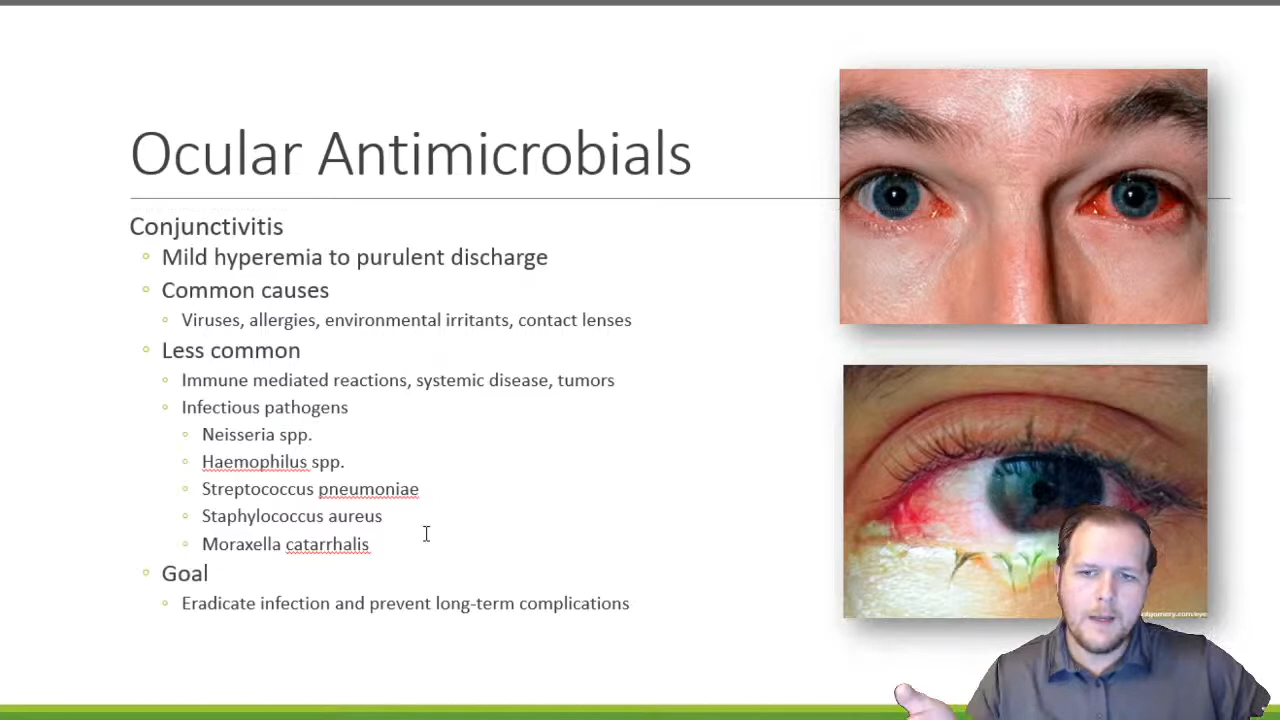 Ocular Antimicrobials
Conjunctivitis
Mild hyperemia to purulent discharge
Common causes
Viruses, allergies, environmental irritants, contact lenses
Less common
Immune mediated reactions, systemic disease, tumors
Infectious pathogens
Neisseria spp.
Haemophilus spp.
Streptococcus pneumoniae
Staphylococcus aureus
Moraxella catarrhalis
Goal
Eradicate infection and prevent long-term complications